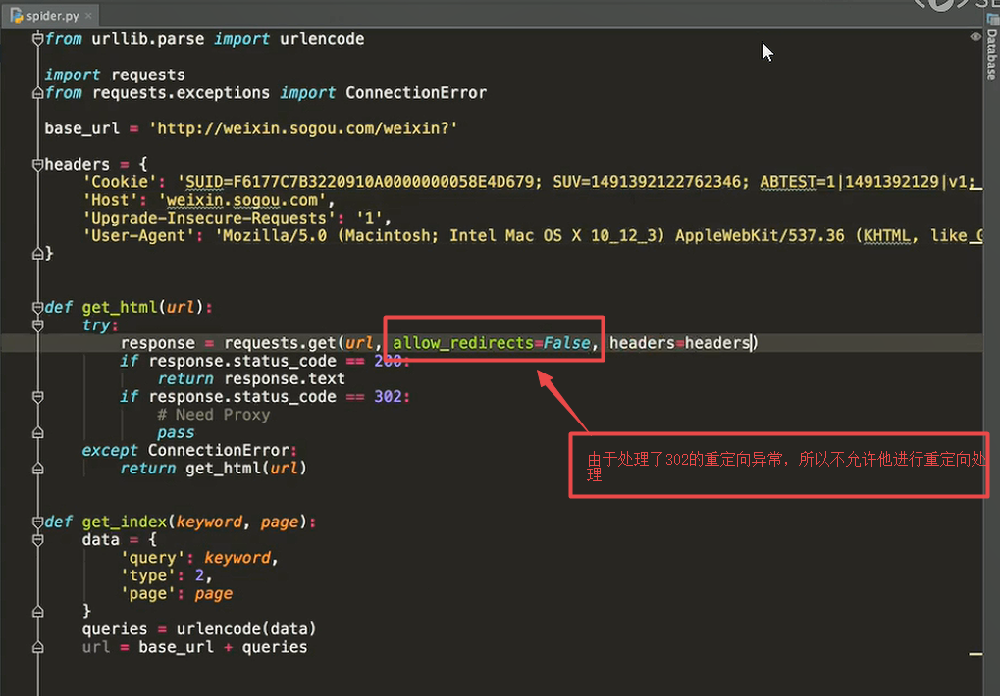 spider.py
from urllib.parse import urlencode
import requests
from requests.exceptions import ConnectionError
base_url = 'http://weixin.sogou.com/weixin?'
headers = {
'Cookie': 'SUID=F6177C7B3220910A0000000058E4D679; SUV=1491392122762346; ABTEST=1|1491392129|v1;
'Host': 'weixin.sogou.com',
'Upgrade-Insecure-Requests': '1',
'User-Agent': 'Mozilla/5.0 (Macintosh; Intel Mac OS X 10_12_3) AppleWebKit/537.36 (KHTML, like G
}
def get_html(url):
try:
response = requests.get(url, allow_redirects=False, headers=headers)
if response.status_code == 200:
return response.text
if response.status_code == 302:
# Need Proxy
pass
except ConnectionError:
return get_html(url)
由于处理了302的重定向异常，所以不允许他进行重定向处
理
def get_index(keyword, page):
data = {
'query': keyword,
'type': 2,
'page': page
}
queries = urlencode(data)
url = base_url + queries
Database